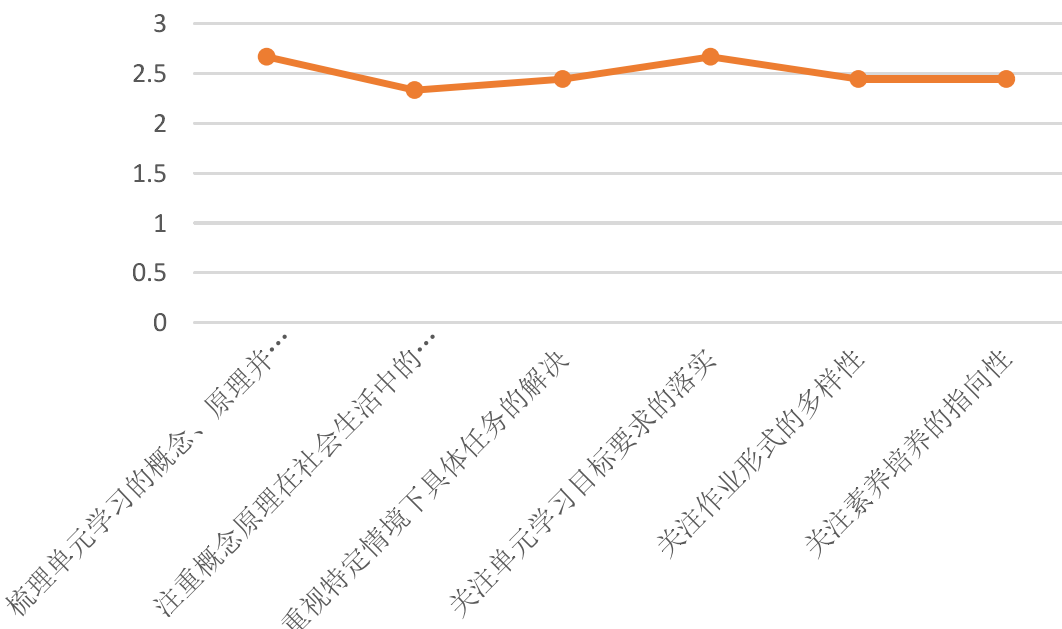 3
2.5
2
1.5
1
0.5
0
梳理单元学习的概念、原理并…
注重概念原理在社会生活中的…
重视特定情境下具体任务的解决
关注单元学习目标要求的落实
关注作业形式的多样性
关注素养培养的指向性